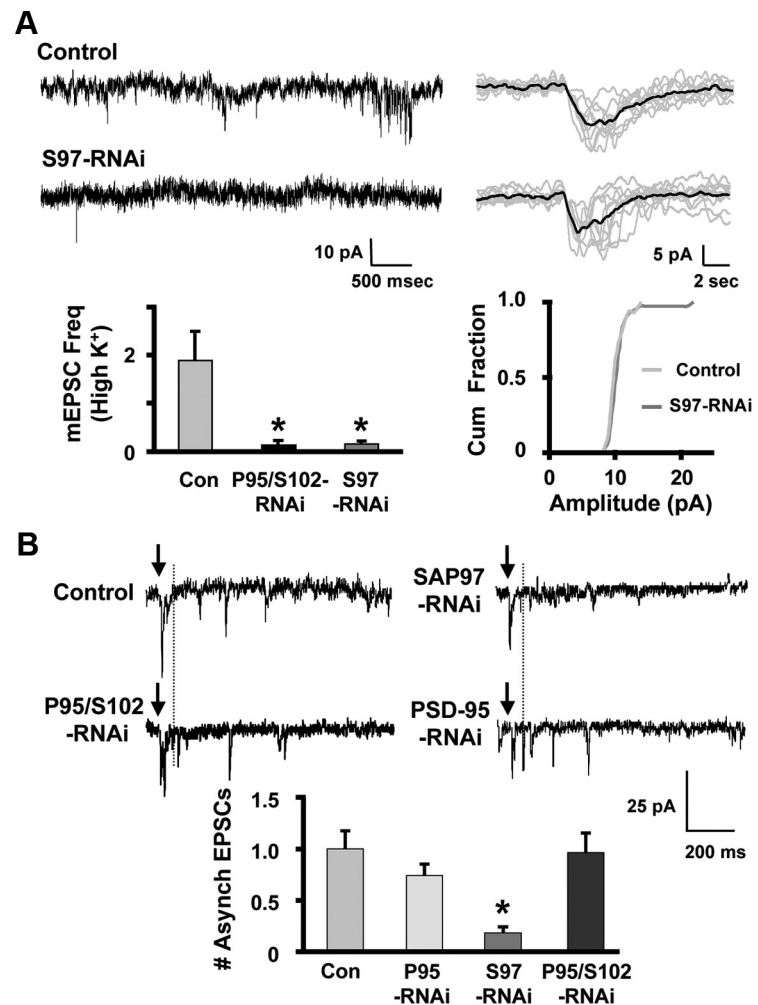 A
Control
S97-RNAi
10 pA
500 msec
5 pA
2 sec
mEPSC Freq
(High K⁺)
2
0
Con
P95/S102-
RNAi
*
S97
-RNAi
*
Cum Fraction
1.0
0.5
0
Control
S97-RNAi
0
10
20
Amplitude (pA)
B
Control
SAP97
-RNAi
P95/S102
-RNAi
PSD-95
-RNAi
25 pA
200 ms
# Asynch EPSCs
1.5
1.0
0.5
0
*
Con
P95
-RNAi
S97
-RNAi
P95/S102
-RNAi